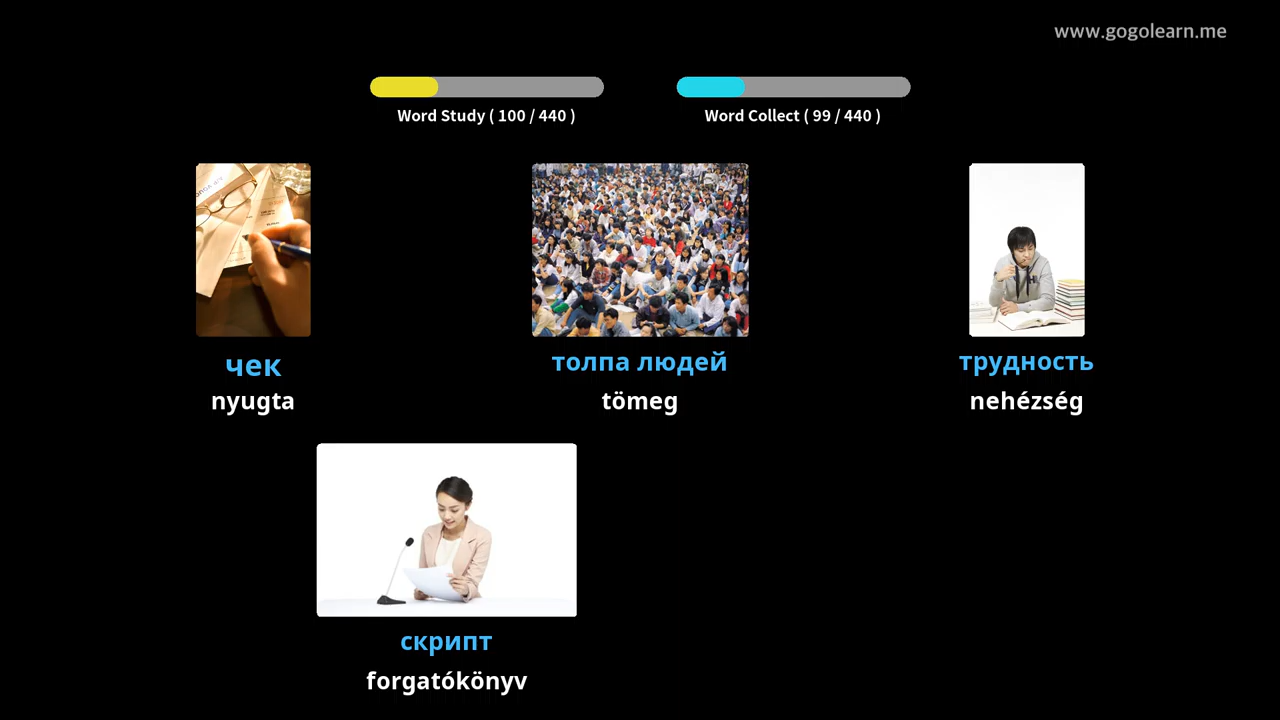 www.gogolearn.me
Word Study ( 100 / 440 )
Word Collect ( 99 / 440 )
чек
nyugta
толпа людей
tömeg
трудность
nehézség
скрипт
forgatókönyv